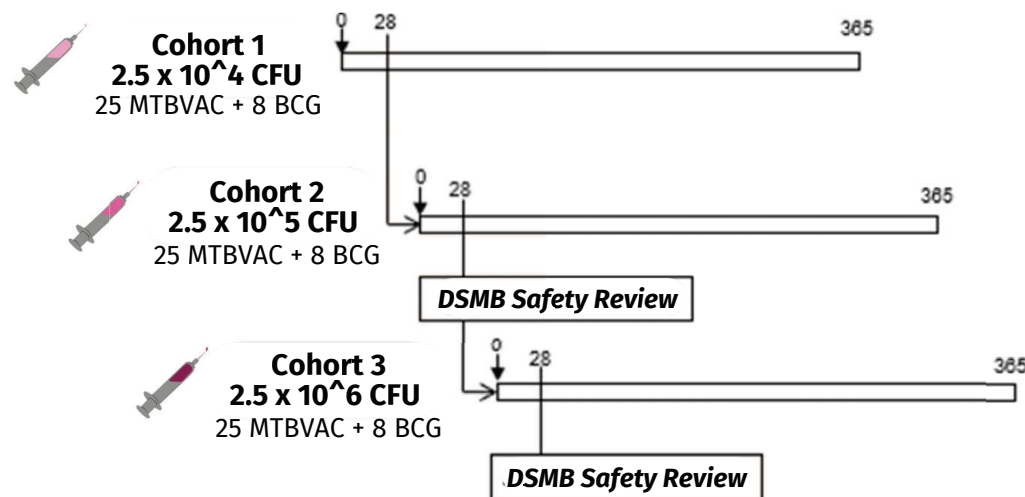 0 28 365
Cohort 1
2.5 x 10^4 CFU
25 MTBVAC + 8 BCG
0 28 365
Cohort 2
2.5 x 10^5 CFU
25 MTBVAC + 8 BCG
DSMB Safety Review
0 28 365
Cohort 3
2.5 x 10^6 CFU
25 MTBVAC + 8 BCG
DSMB Safety Review